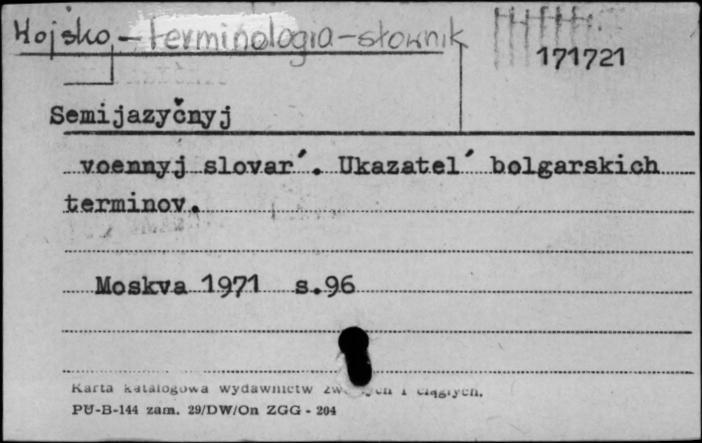 Wojsko - terminologia - słownik
171721
Semijazyčnyj
voennyj slovar´. Ukazatel´ bolgarskich
terminov.
Moskva 1971 s.96
Karta katalogowa wydawnictw i ciągłych.
PU-B-144 zam. 29/DW/On ZGG - 204